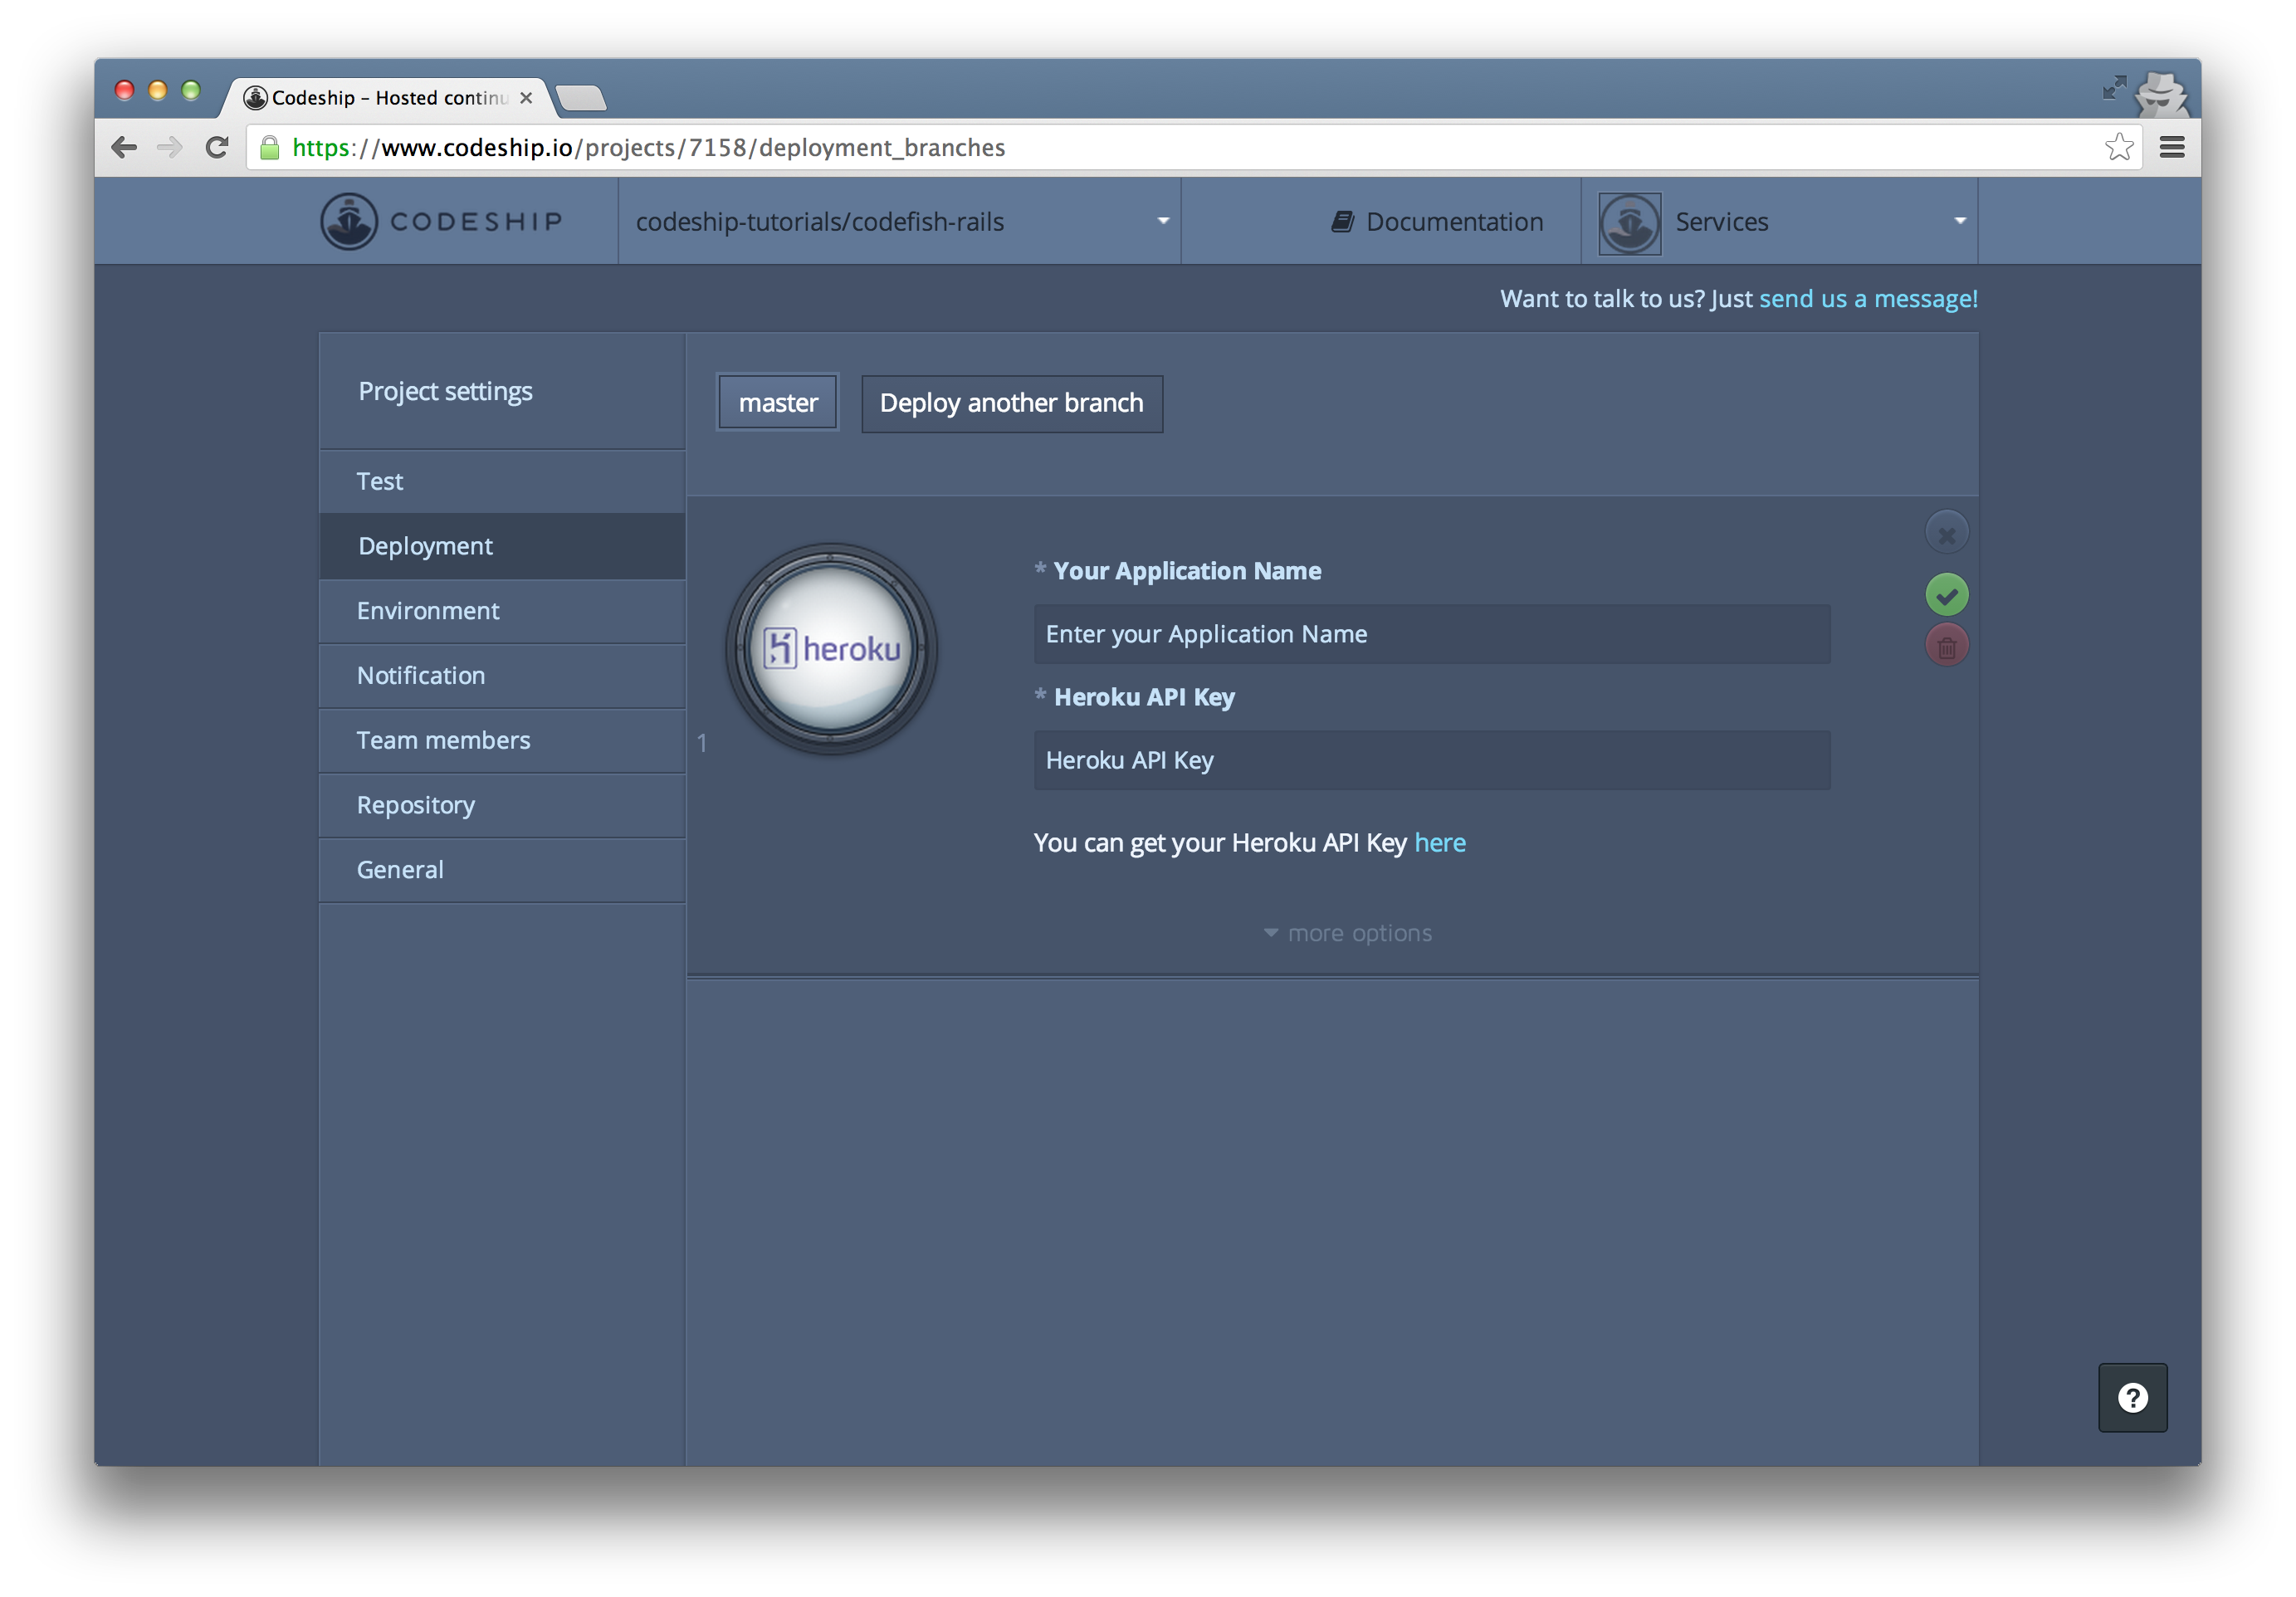 Codeship – Hosted continu
https://www.codeship.io/projects/7158/deployment_branches
CODESHIP
codeship-tutorials/codefish-rails
Documentation
Services
Want to talk to us? Just send us a message!
Project settings
Test
Deployment
Environment
Notification
Team members
Repository
General
master
Deploy another branch
1
heroku
* Your Application Name
Enter your Application Name
* Heroku API Key
Heroku API Key
You can get your Heroku API Key here
more options
?